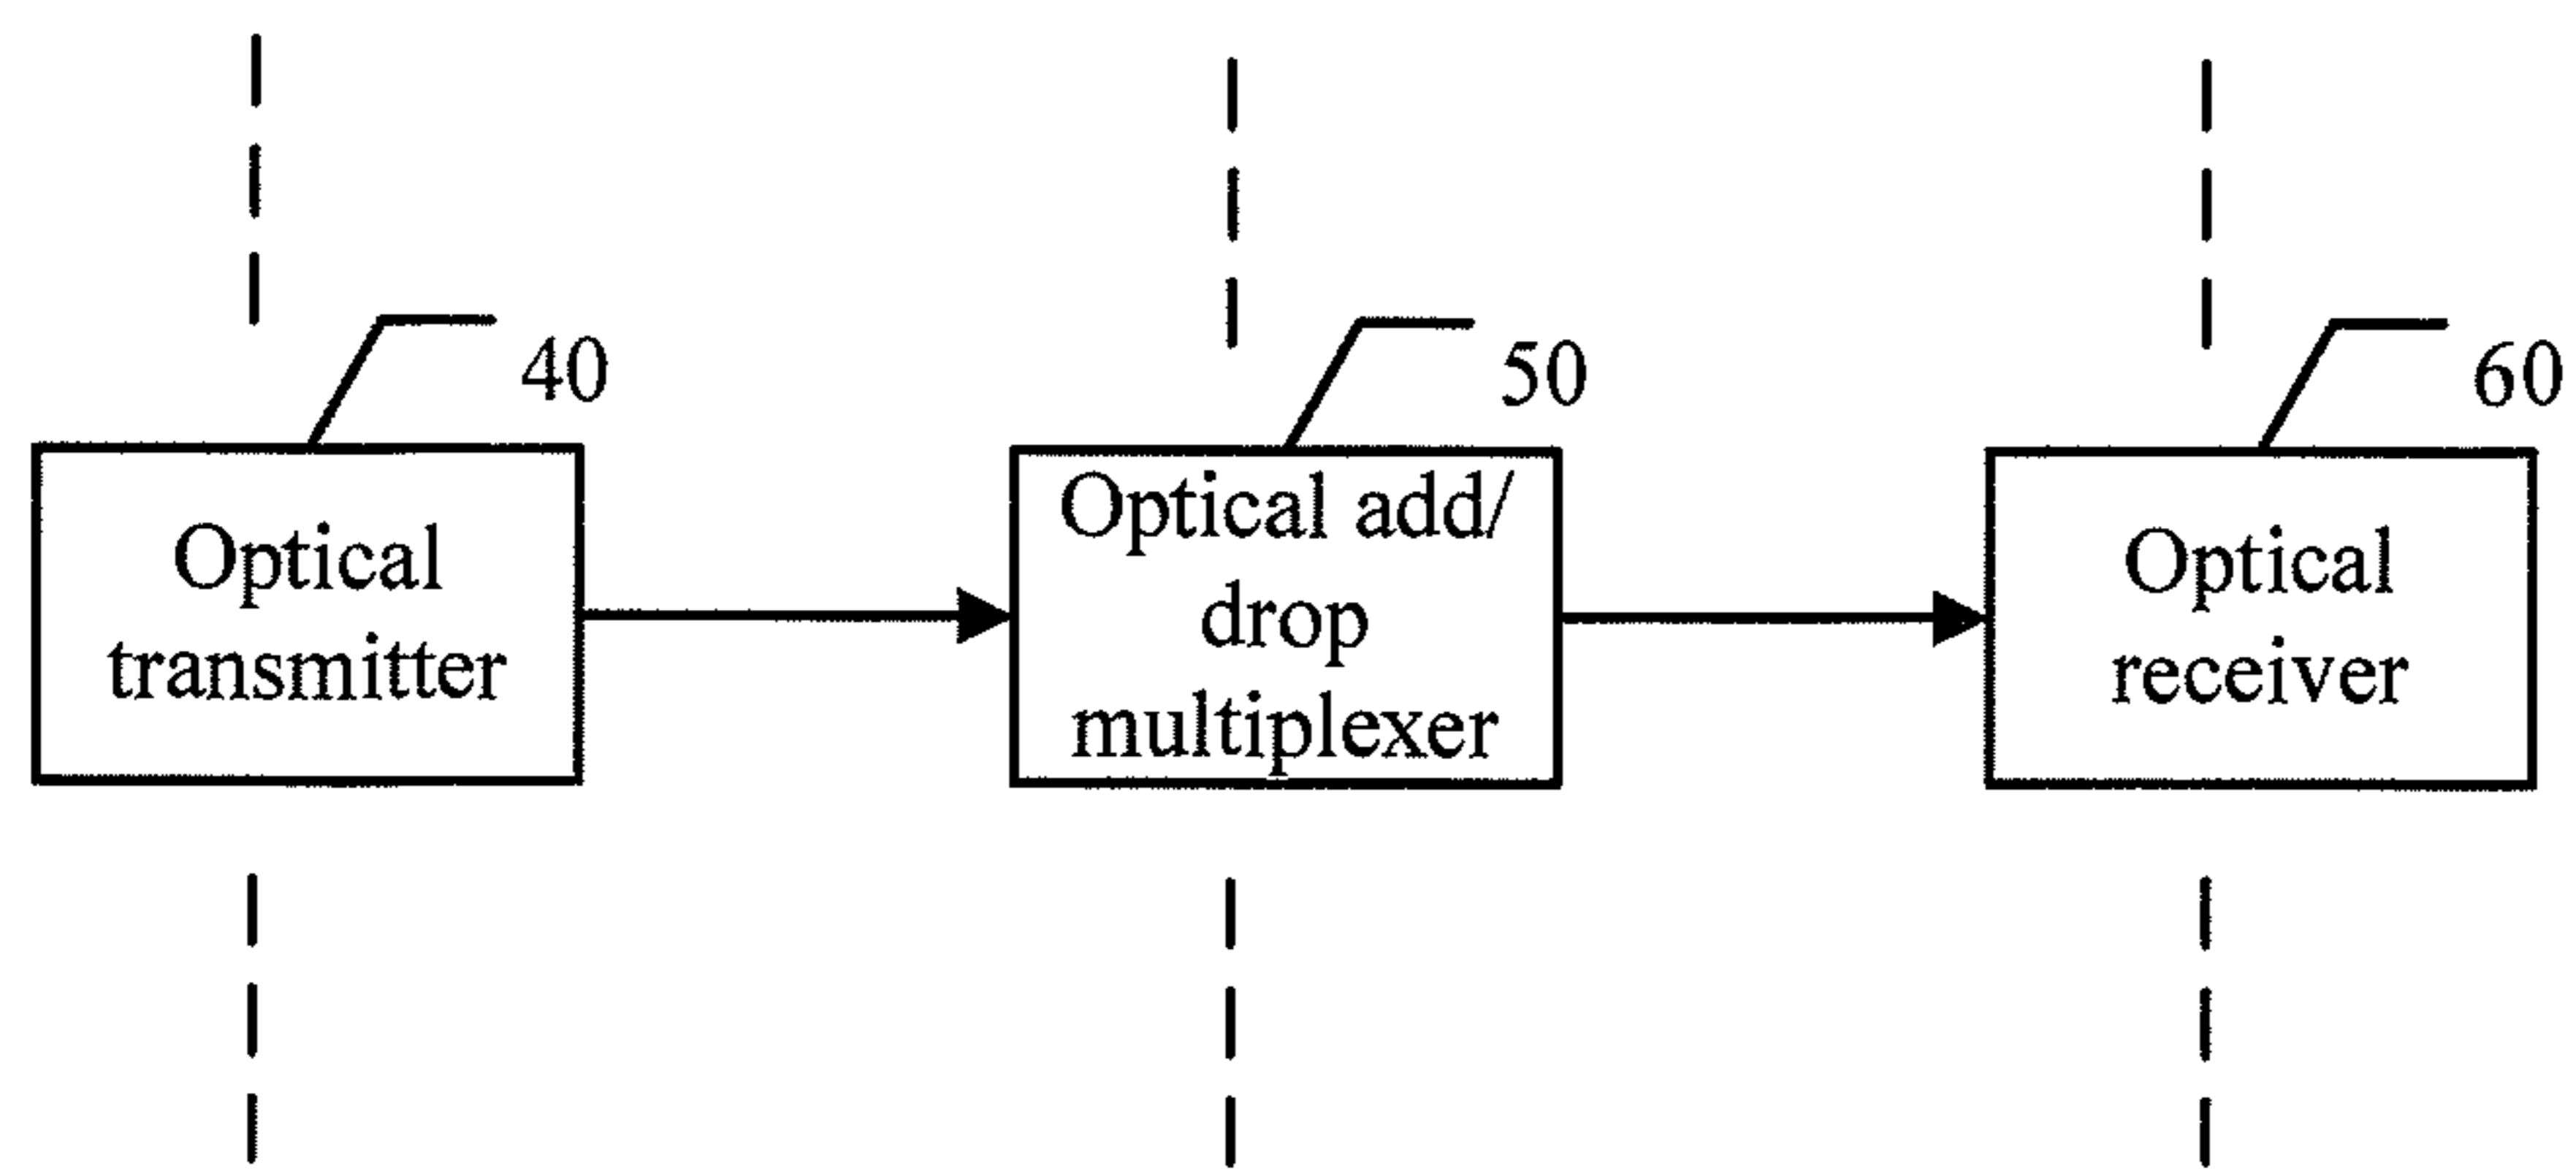 40
50
60
Optical
transmitter
Optical add/
drop
multiplexer
Optical
receiver